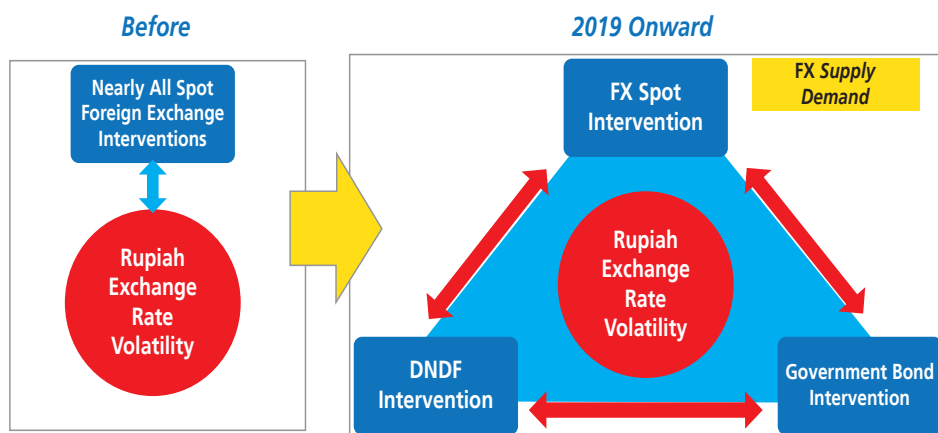 Before
Nearly All Spot
Foreign Exchange
Interventions
Rupiah
Exchange
Rate
Volatility
2019 Onward
FX Spot
Intervention
FX Supply
Demand
Rupiah
Exchange
Rate
Volatility
DNDF
Intervention
Government Bond
Intervention